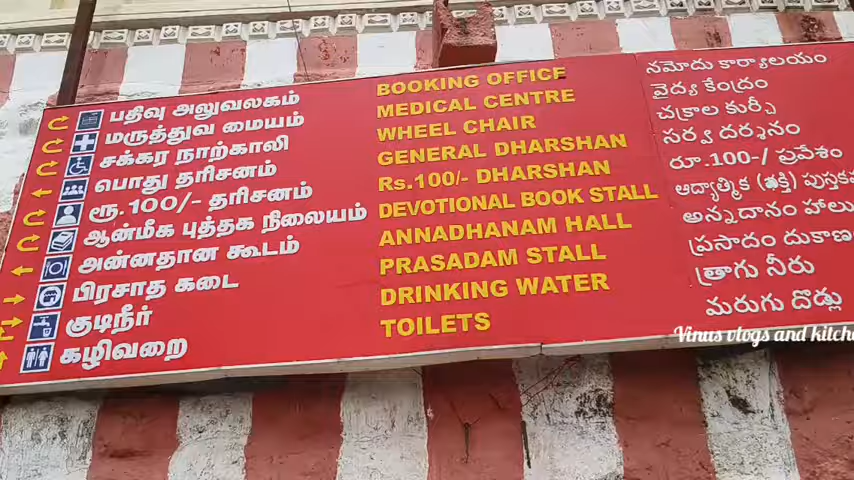 பதிவு அலுவலகம் BOOKING OFFICE నమోదు కార్యాలయం
மருத்துவ மையம் MEDICAL CENTRE వైద్య కేంద్రం
சக்கர நாற்காலி WHEEL CHAIR చక్రాల కుర్చీ
பொது தரிசனம் GENERAL DHARSHAN సర్వ దర్శనం
ரூ.100/- தரிசனம் Rs.100/- DHARSHAN రూ.100-/ ప్రవేశం
ஆன்மீக புத்தக நிலையம் DEVOTIONAL BOOK STALL ఆధ్యాత్మిక
அன்னதான கூடம் ANNADHANAM HALL అన్నదానం హాలు
பிரசாத கடை PRASADAM STALL ప్రసాదం దుకాణ
குடிநீர் DRINKING WATER త్రాగు నీరు
கழிவறை TOILETS మరుగు దొడ్లు
Vinus vlogs and kitche